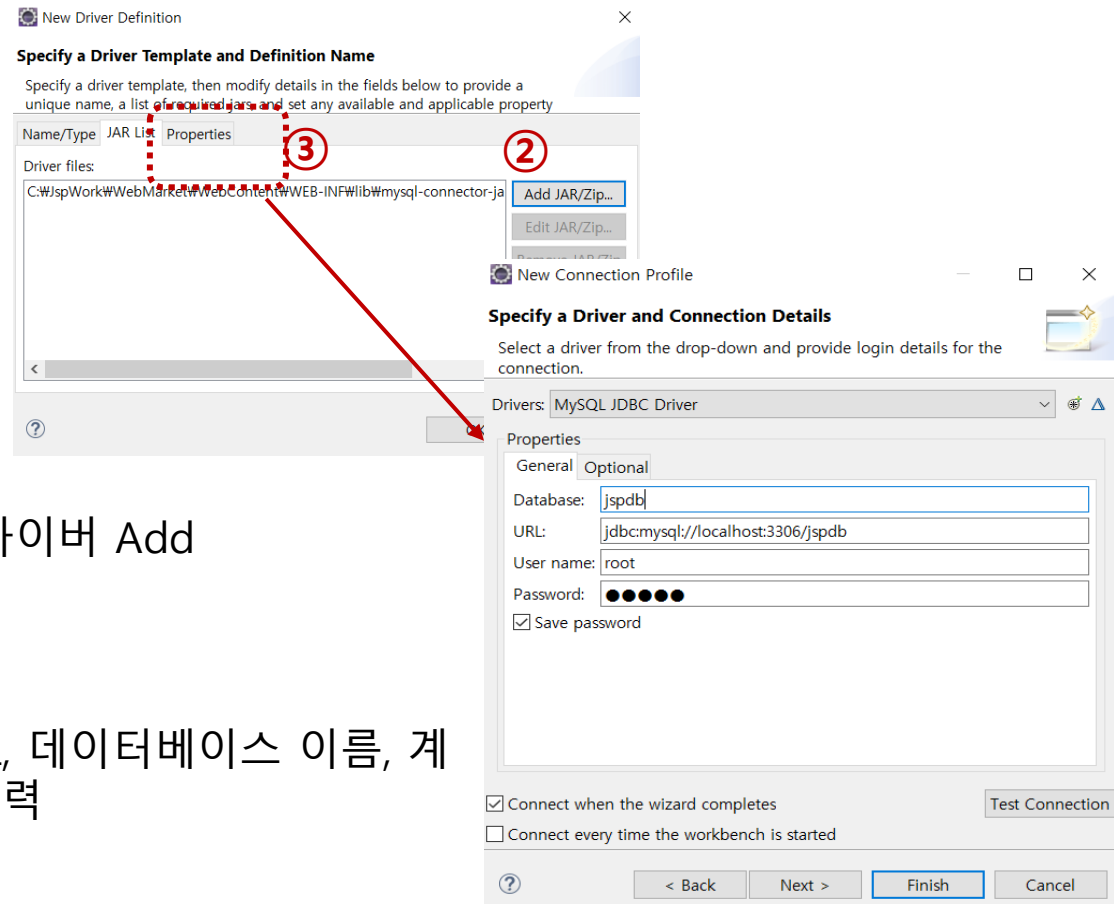 New Driver Definition
Specify a Driver Template and Definition Name
Specify a driver template, then modify details in the fields below to provide a
unique name, a list of required jars, and set any available and applicable property
Name/Type JAR List Properties
③
②
Driver files:
C:₩JspWork₩WebMarket₩WebContent₩WEB-INF₩lib₩mysql-connector-ja
Add JAR/Zip...
Edit JAR/Zip...
Remove JAR/Zip
New Connection Profile
Specify a Driver and Connection Details
Select a driver from the drop-down and provide login details for the
connection.
Drivers: MySQL JDBC Driver
Properties
General Optional
Database: jspdb
URL: jdbc:mysql://localhost:3306/jspdb
User name: root
Password: ●●●●●
Save password
Connect when the wizard completes
Test Connection
Connect every time the workbench is started
< Back Next > Finish Cancel
이버 Add
, 데이터베이스 이름, 계
력